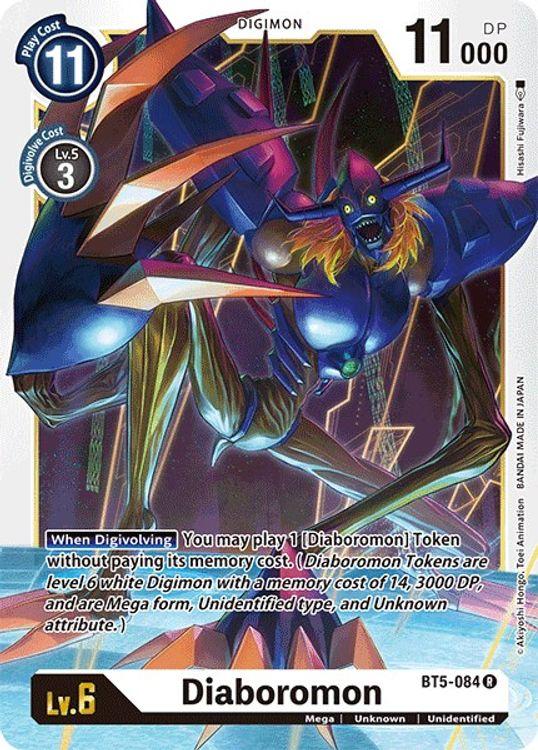 Play Cost
11
DIGIMON
11000
DP
Digivolve Cost
Lv.5
3
Hisashi Fujiwara
When Digivolving You may play 1 [Diaboromon] Token
without paying its memory cost. (Diaboromon Tokens are
level 6 white Digimon with a memory cost of 14, 3000 DP,
and are Mega form, Unidentified type, and Unknown
attribute.)
© Akiyoshi Hongo, Toei Animation BANDAI MADE IN JAPAN
Lv.6
Diaboromon
BT5-084 R
Mega | Unknown | Unidentified